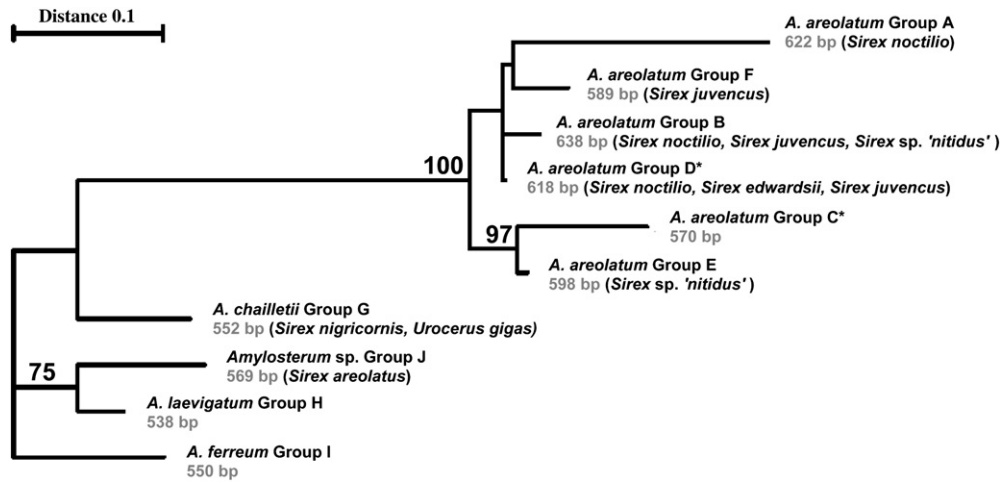 Distance 0.1
A. areolatum Group A
622 bp (Sirex noctilio)
A. areolatum Group F
589 bp (Sirex juvencus)
A. areolatum Group B
638 bp (Sirex noctilio, Sirex juvencus, Sirex sp. 'nitidus' )
100
A. areolatum Group D*
618 bp (Sirex noctilio, Sirex edwardsii, Sirex juvencus)
97
A. areolatum Group C*
570 bp
A. areolatum Group E
598 bp (Sirex sp. 'nitidus' )
A. chailletii Group G
552 bp (Sirex nigricornis, Urocerus gigas)
75
Amylosterum sp. Group J
569 bp (Sirex areolatus)
A. laevigatum Group H
538 bp
A. ferreum Group I
550 bp